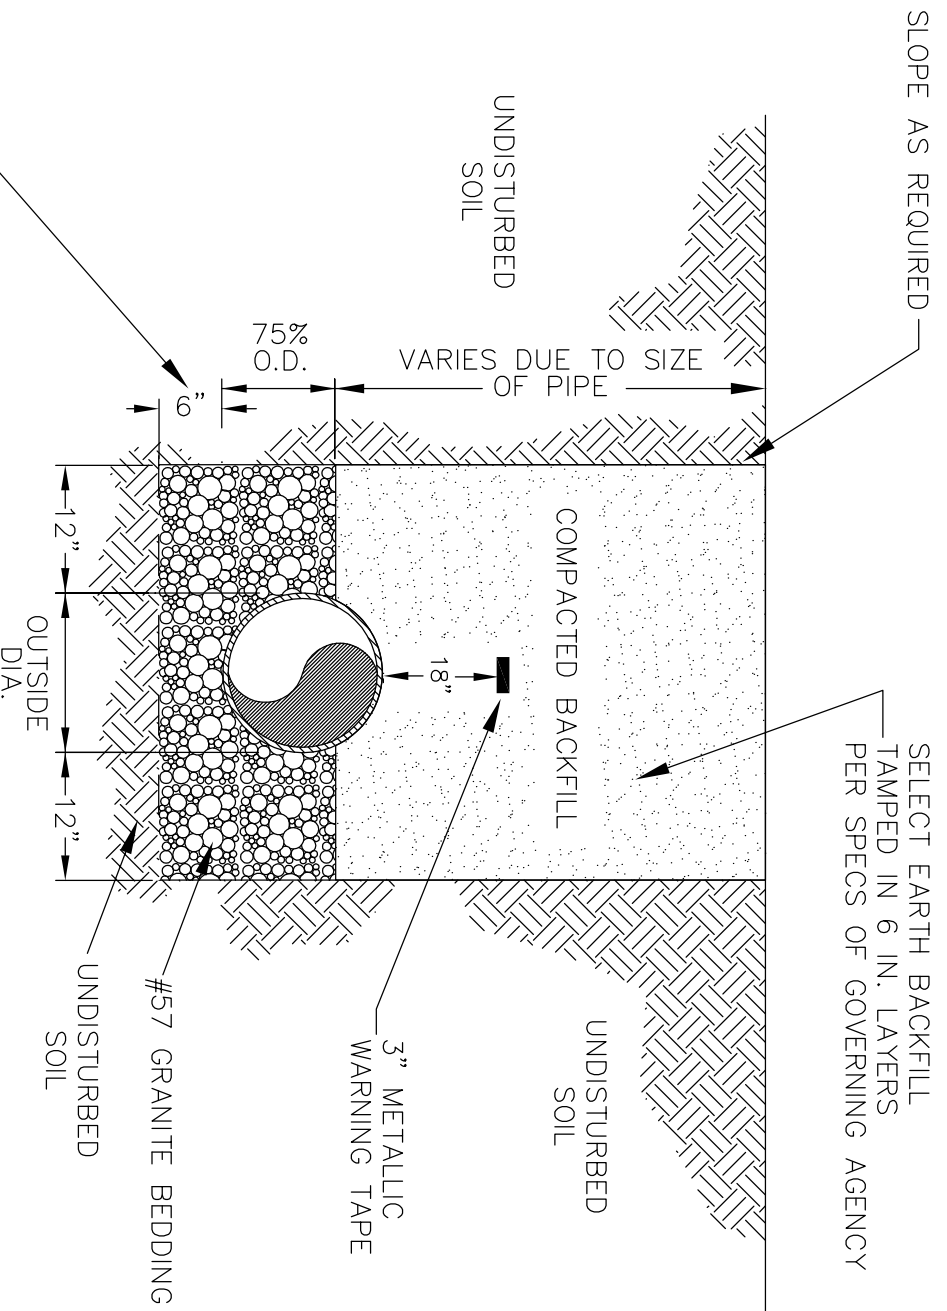 SLOPE AS REQUIRED
SELECT EARTH BACKFILL
TAMPED IN 6 IN. LAYERS
PER SPECS OF GOVERNING AGENCY
UNDISTURBED
SOIL
VARIES DUE TO SIZE
OF PIPE
75%
O.D.
6"
COMPACTED BACKFILL
18"
12"
OUTSIDE
DIA.
12"
UNDISTURBED
SOIL
3" METALLIC
WARNING TAPE
#57 GRANITE BEDDING
UNDISTURBED
SOIL